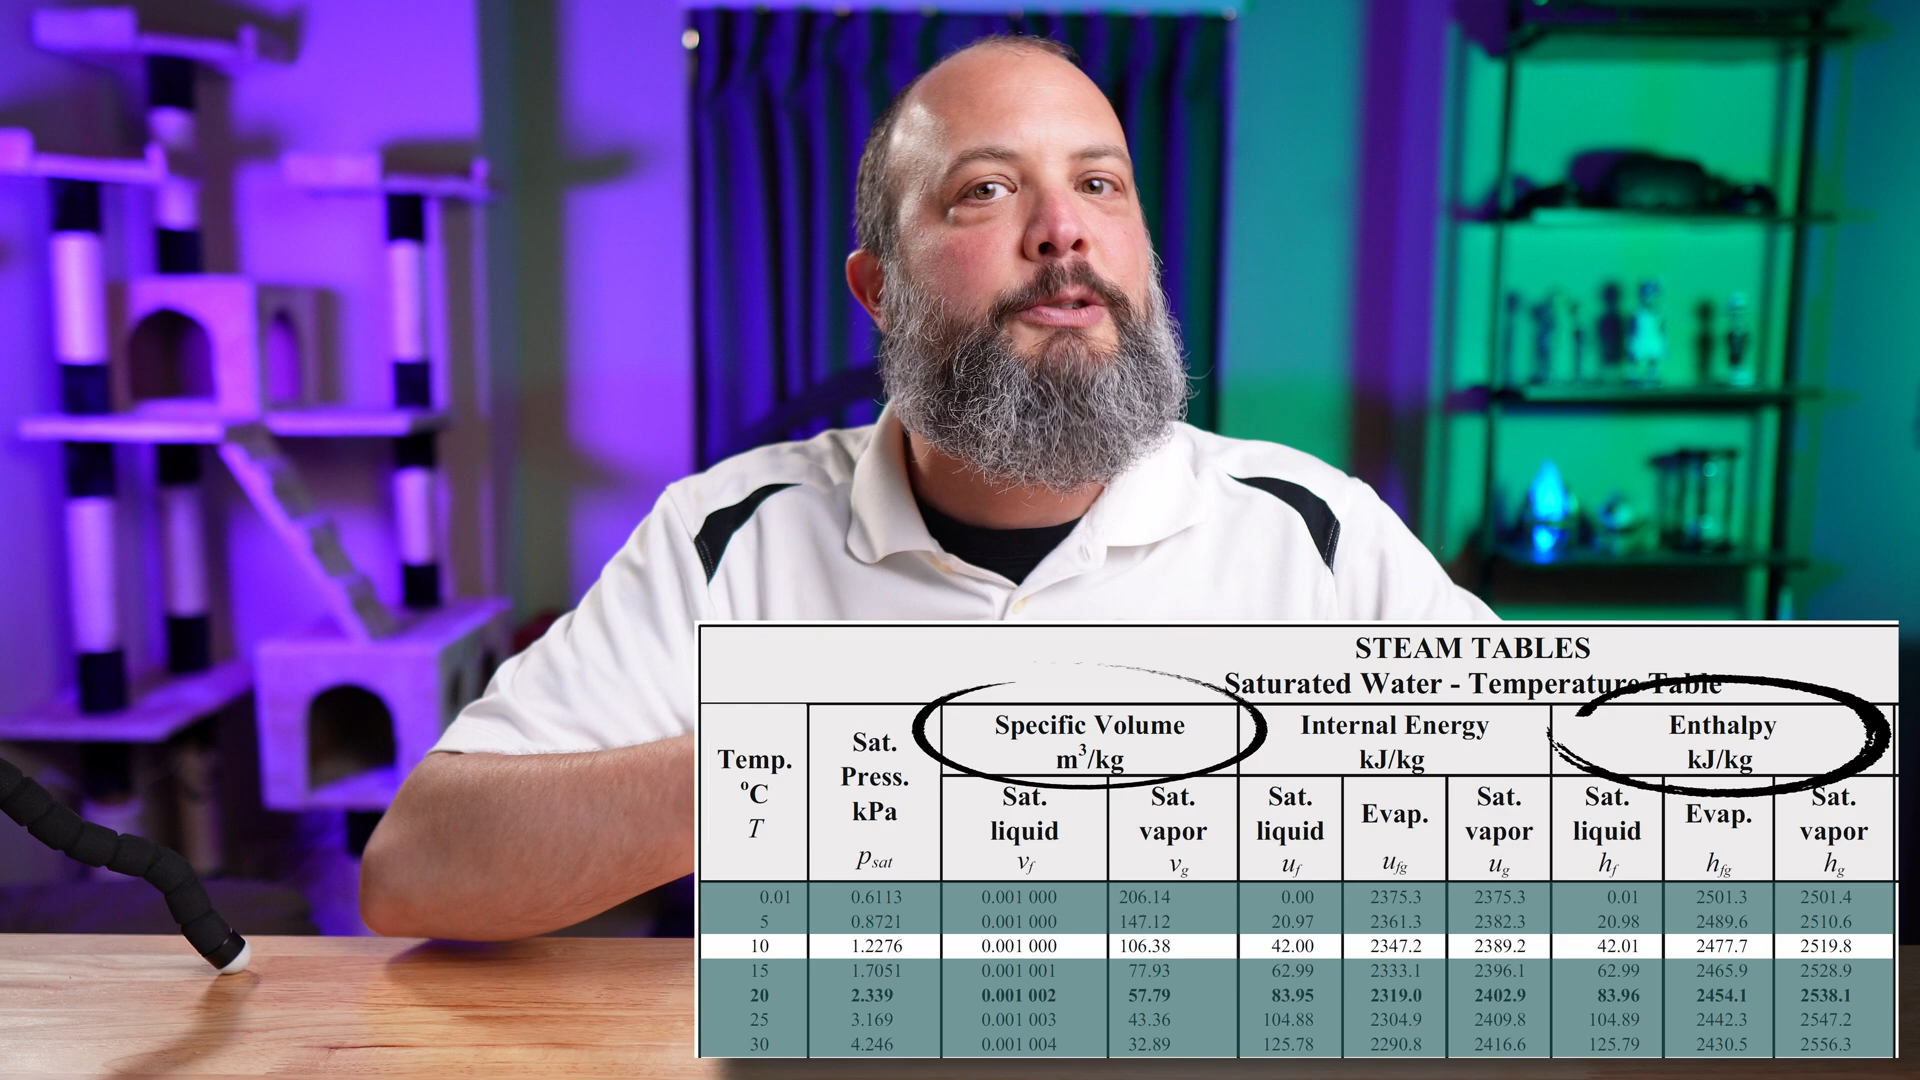 STEAM TABLES
Saturated Water - Temperature Table
Temp. °C T
Sat. Press. kPa p_sat
Specific Volume m³/kg
Internal Energy kJ/kg
Enthalpy kJ/kg
Sat. liquid v_f
Sat. vapor v_g
Sat. liquid u_f
Evap. u_fg
Sat. vapor u_g
Sat. liquid h_f
Evap. h_fg
Sat. vapor h_g
0.01 0.6113 0.001 000 206.14 0.00 2375.3 2375.3 0.01 2501.3 2501.4
5 0.8721 0.001 000 147.12 20.97 2361.3 2382.3 20.98 2489.6 2510.6
10 1.2276 0.001 000 106.38 42.00 2347.2 2389.2 42.01 2477.7 2519.8
15 1.7051 0.001 001 77.93 62.99 2333.1 2396.1 62.99 2465.9 2528.9
20 2.339 0.001 002 57.79 83.95 2319.0 2402.9 83.96 2454.1 2538.1
25 3.169 0.001 003 43.36 104.88 2304.9 2409.8 104.89 2442.3 2547.2
30 4.246 0.001 004 32.89 125.78 2290.8 2416.6 125.79 2430.5 2556.3